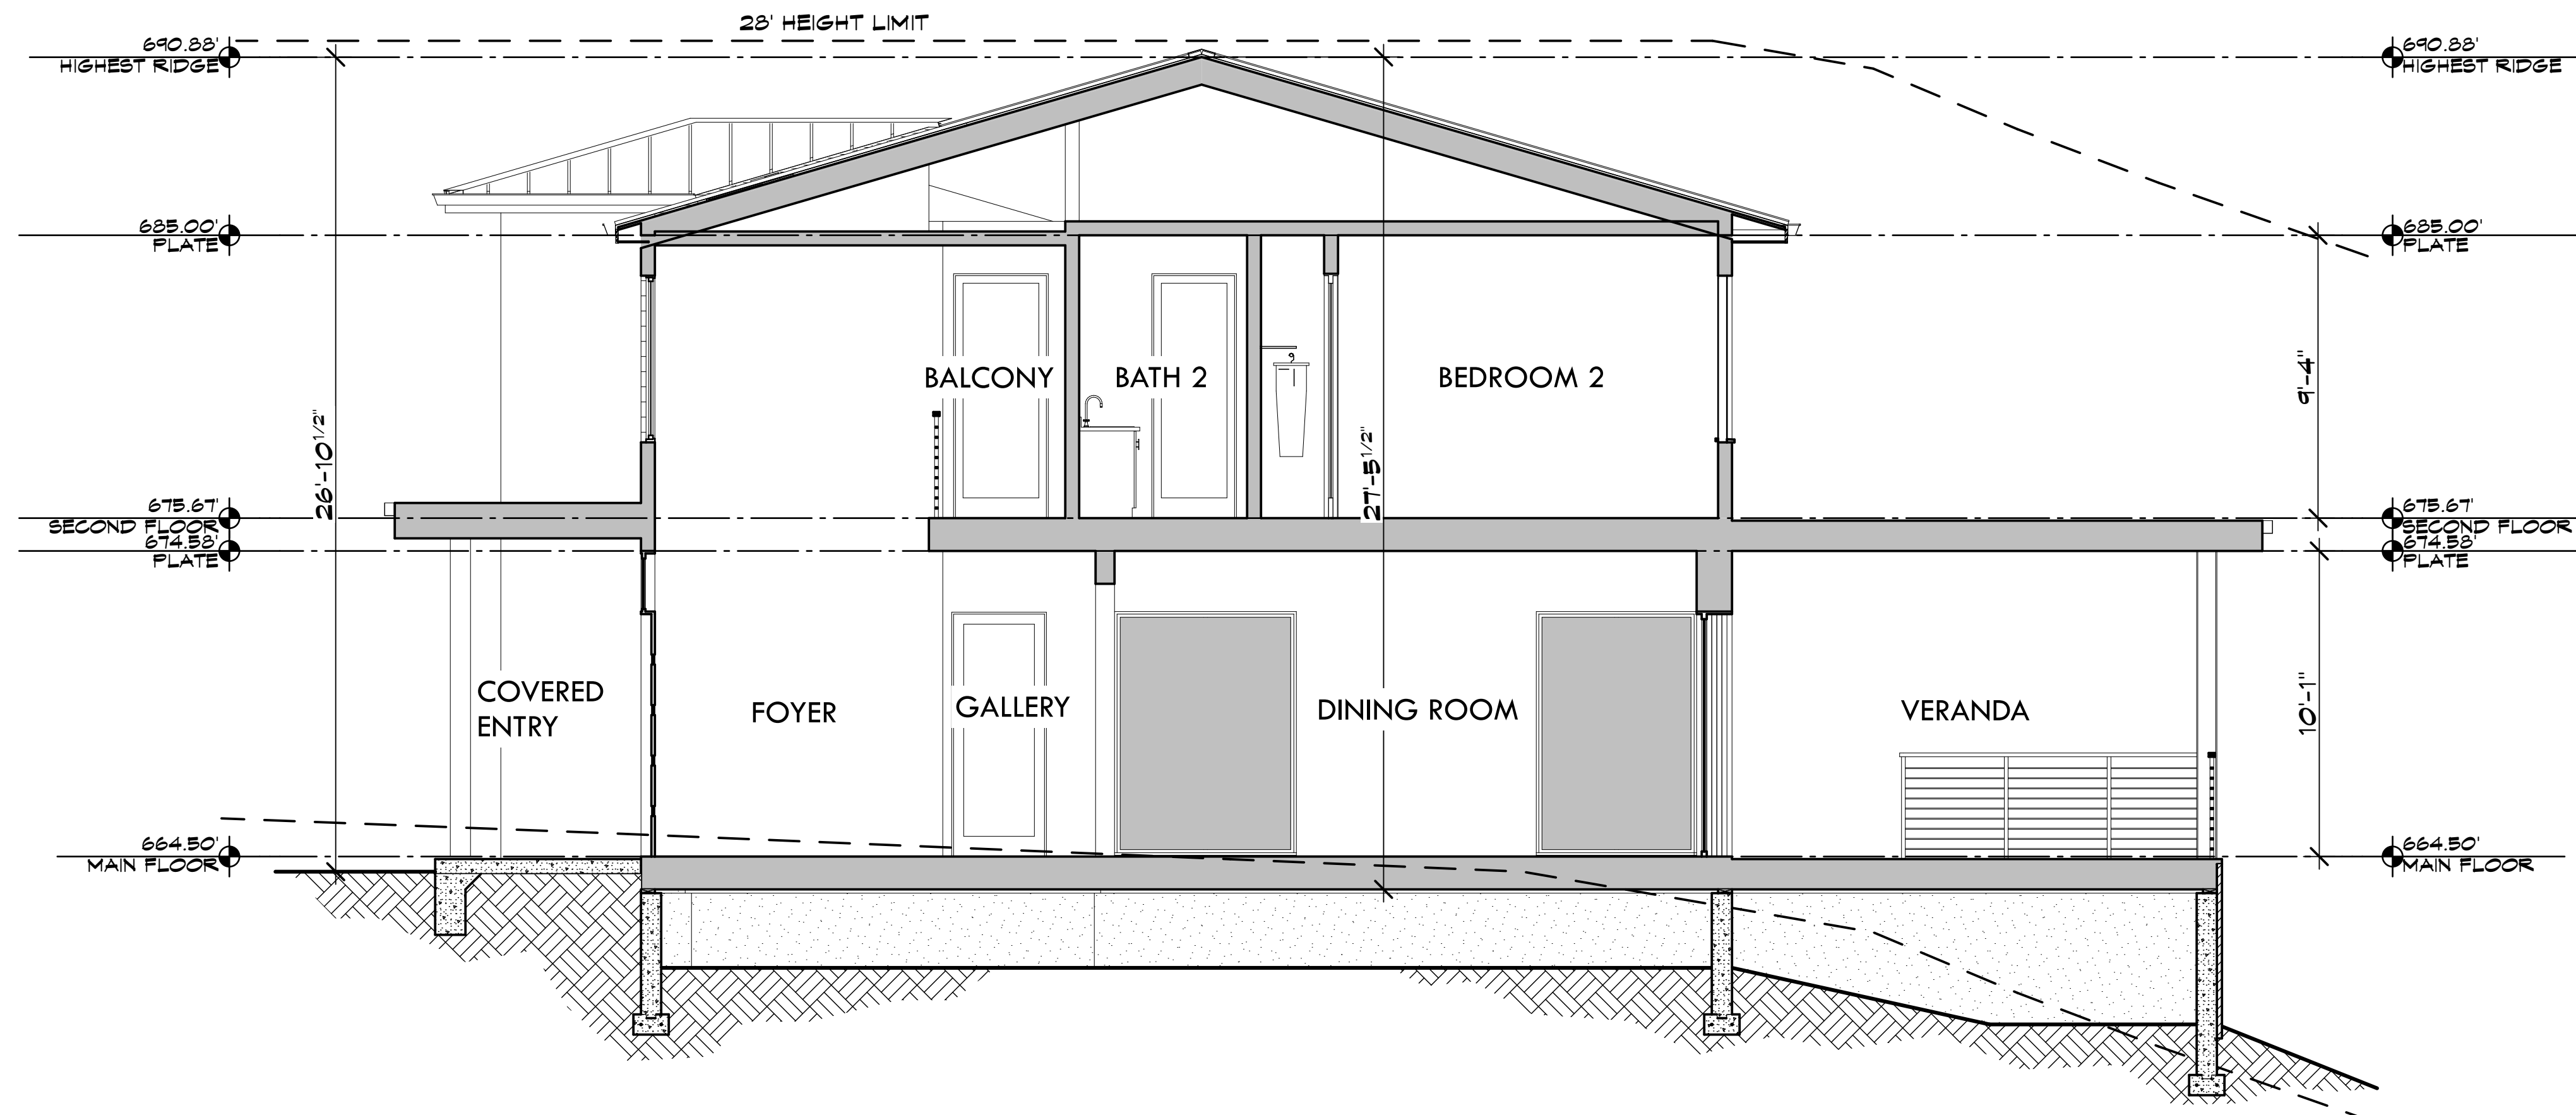 28' HEIGHT LIMIT
690.88'
HIGHEST RIDGE
690.88'
HIGHEST RIDGE
685.00'
PLATE
685.00'
PLATE
9'-4"
BALCONY
BATH 2
BEDROOM 2
26'-10 1/2"
27'-5 1/2"
675.67'
SECOND FLOOR
674.58'
PLATE
675.67'
SECOND FLOOR
674.58'
PLATE
COVERED
ENTRY
FOYER
GALLERY
DINING ROOM
VERANDA
10'-1"
664.50'
MAIN FLOOR
664.50'
MAIN FLOOR